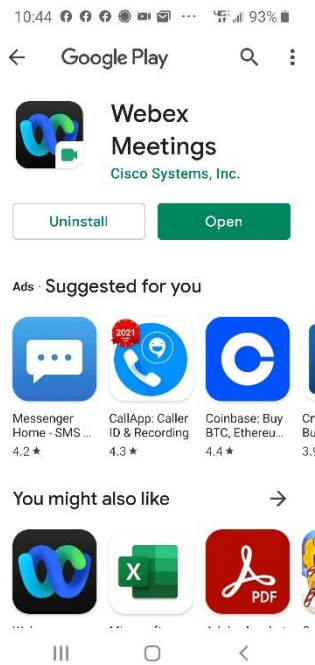 10:44 93%
Google Play
Webex
Meetings
Cisco Systems, Inc.
Uninstall Open
Ads · Suggested for you
2021
Messenger CallApp: Caller Coinbase: Buy
Home - SMS ... ID & Recording BTC, Ethereu...
4.2 ★ 4.3 ★ 4.4 ★
You might also like
X
PDF